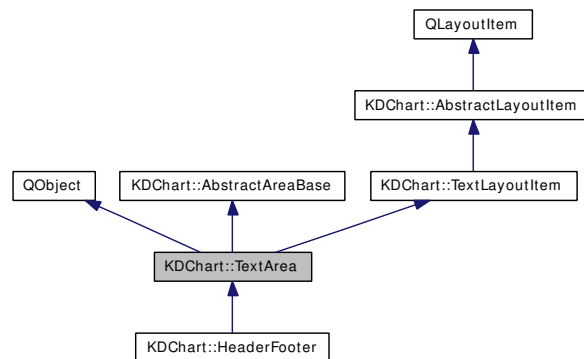 QLayoutItem
KDChart::AbstractLayoutItem
QObject
KDChart::AbstractAreaBase
KDChart::TextLayoutItem
KDChart::TextArea
KDChart::HeaderFooter